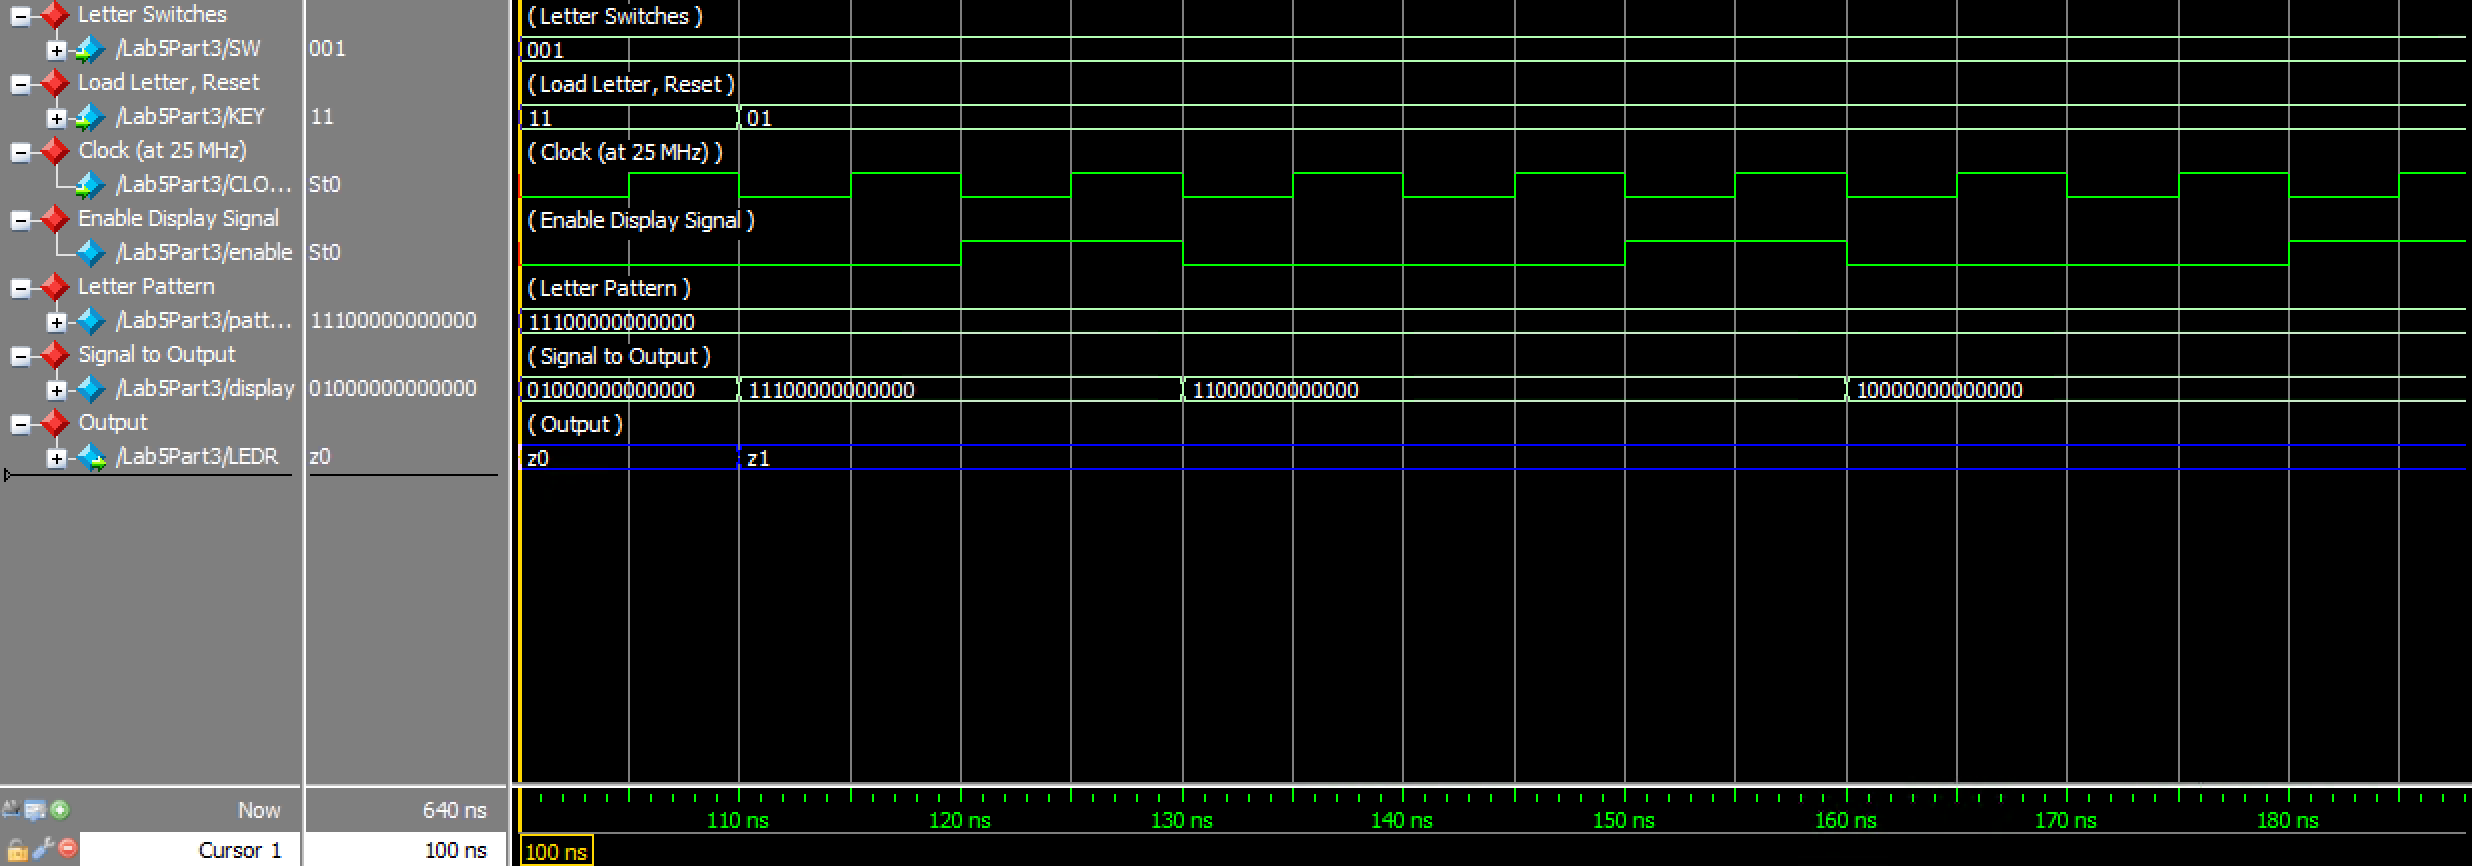 Letter Switches ( Letter Switches )
/Lab5Part3/SW 001 001
Load Letter, Reset ( Load Letter, Reset )
/Lab5Part3/KEY 11 11 01
Clock (at 25 MHz) ( Clock (at 25 MHz) )
/Lab5Part3/CLO... St0
Enable Display Signal ( Enable Display Signal )
/Lab5Part3/enable St0
Letter Pattern ( Letter Pattern )
/Lab5Part3/patt... 11100000000000 11100000000000
Signal to Output ( Signal to Output )
/Lab5Part3/display 01000000000000 01000000000000 11100000000000 11000000000000 10000000000000
Output ( Output )
/Lab5Part3/LEDR z0 z0 z1
Now 640 ns 110 ns 120 ns 130 ns 140 ns 150 ns 160 ns 170 ns 180 ns
Cursor 1 100 ns 100 ns